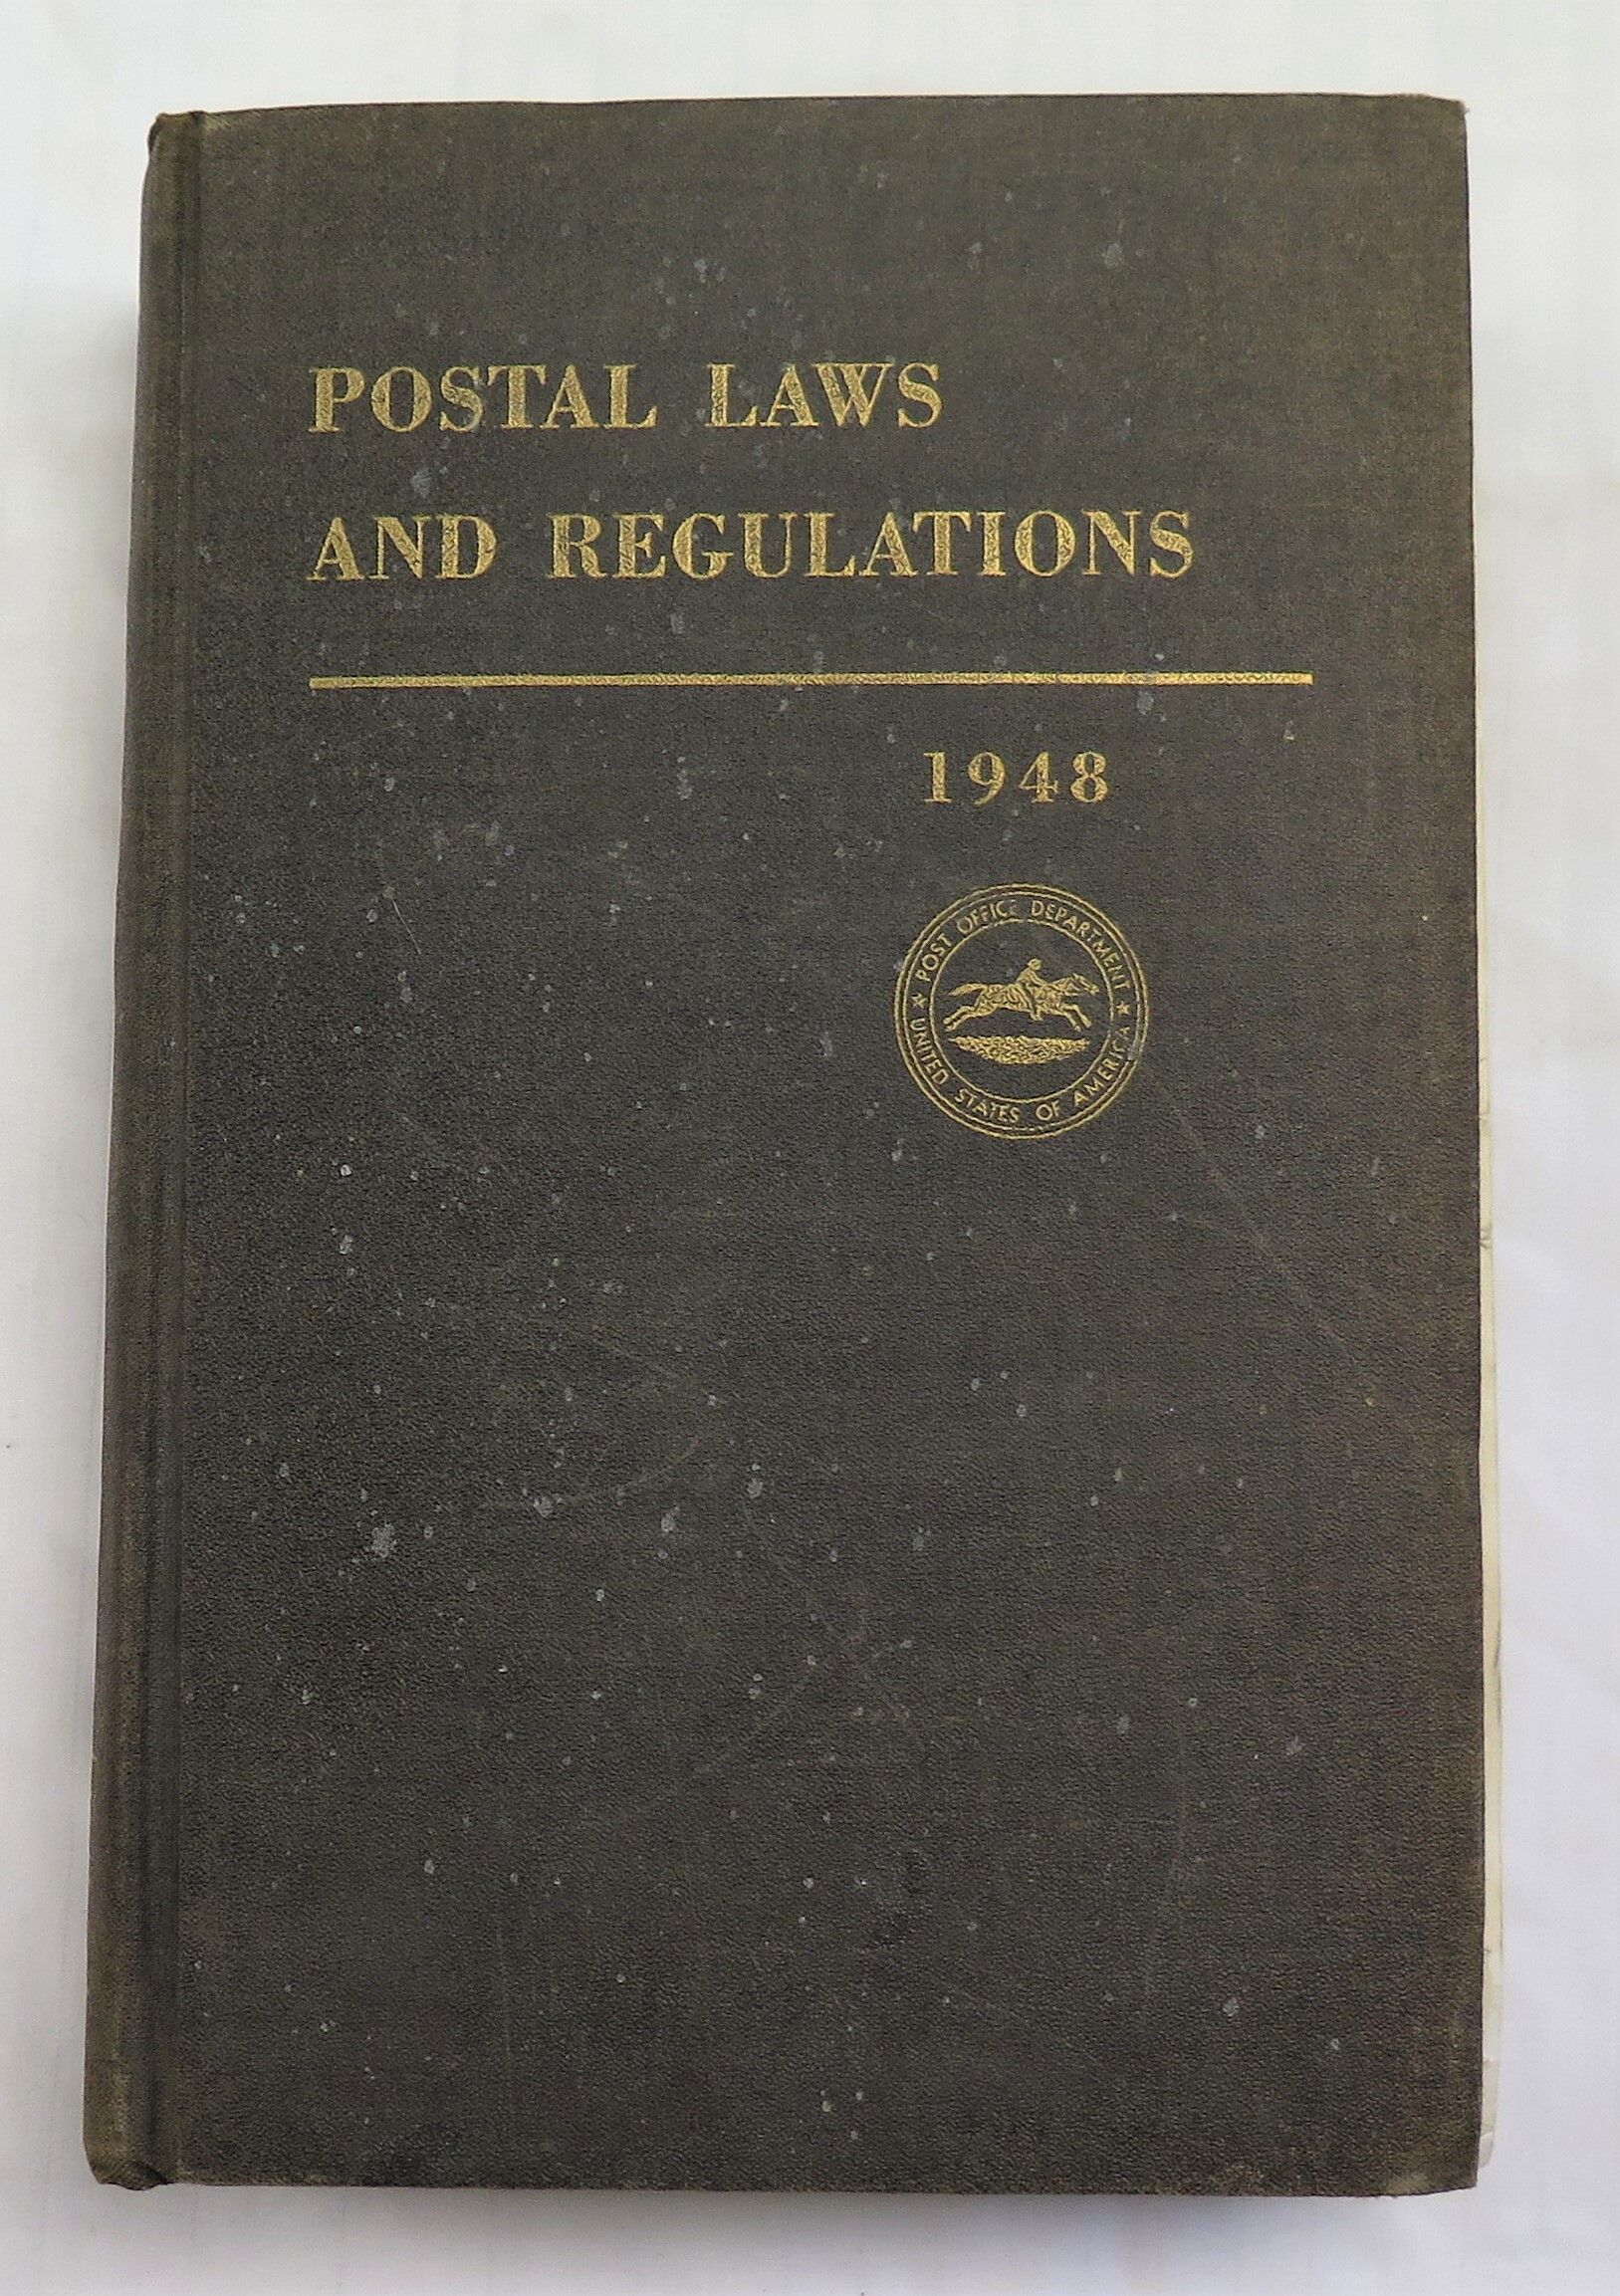 POSTAL LAWS
AND REGULATIONS
1948
★ POST OFFICE DEPARTMENT ★
UNITED STATES OF AMERICA